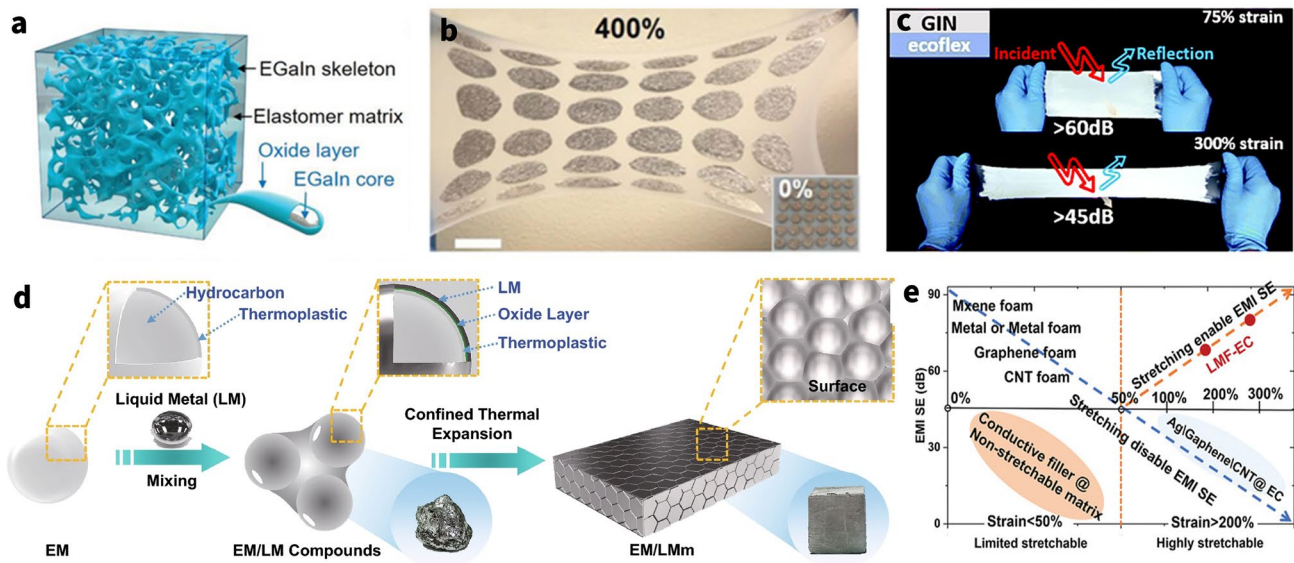 a
EGaIn skeleton
Elastomer matrix
Oxide layer
EGaIn core
b
400%
0%
c
GIN
ecoflex
75% strain
Incident
Reflection
>60dB
300% strain
>45dB
d
Hydrocarbon
Thermoplastic
Liquid Metal (LM)
Mixing
EM
LM
Oxide Layer
Thermoplastic
EM/LM Compounds
Confined Thermal
Expansion
Surface
EM/LMm
e
EMI SE (dB)
90
60
30
0
Mxene foam
Metal or Metal foam
Graphene foam
CNT foam
Stretching enable EMI SE
LMF-EC
0%
50%
100%
200%
300%
Conductive filler @
Non-stretchable matrix
Stretching disable EMI SE
Ag|Gaphene|CNT@ EC
Strain<50%
Strain>200%
Limited stretchable
Highly stretchable